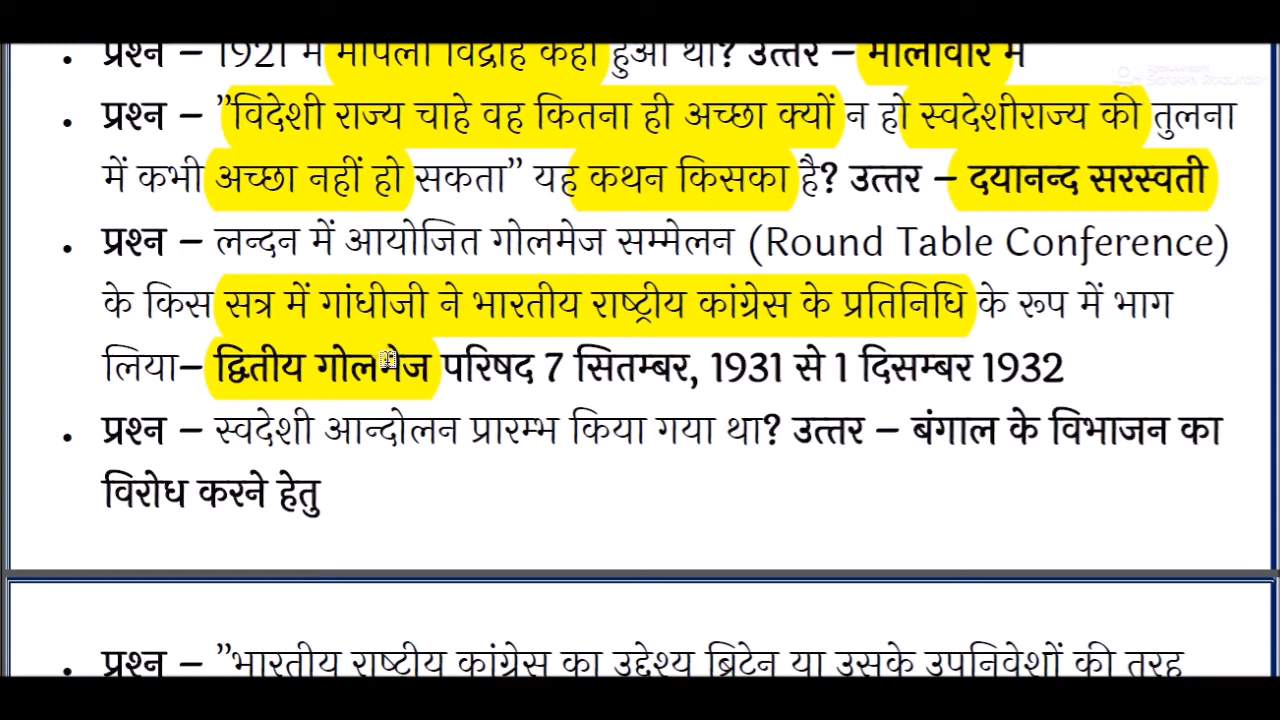 प्रश्न – 1921 में मोपला विद्रोह कहाँ हुआ था? उत्तर – मालाबार में
प्रश्न – ”विदेशी राज्य चाहे वह कितना ही अच्छा क्यों न हो स्वदेशीराज्य की तुलना
में कभी अच्छा नहीं हो सकता” यह कथन किसका है? उत्तर – दयानन्द सरस्वती
प्रश्न – लन्दन में आयोजित गोलमेज सम्मेलन (Round Table Conference)
के किस सत्र में गांधीजी ने भारतीय राष्ट्रीय कांग्रेस के प्रतिनिधि के रूप में भाग
लिया– द्वितीय गोलमेज परिषद 7 सितम्बर, 1931 से 1 दिसम्बर 1932
प्रश्न – स्वदेशी आन्दोलन प्रारम्भ किया गया था? उत्तर – बंगाल के विभाजन का
विरोध करने हेतु
प्रश्न – ”भारतीय राष्ट्रीय कांग्रेस का उद्देश्य ब्रिटेन या उसके उपनिवेशों की तरह